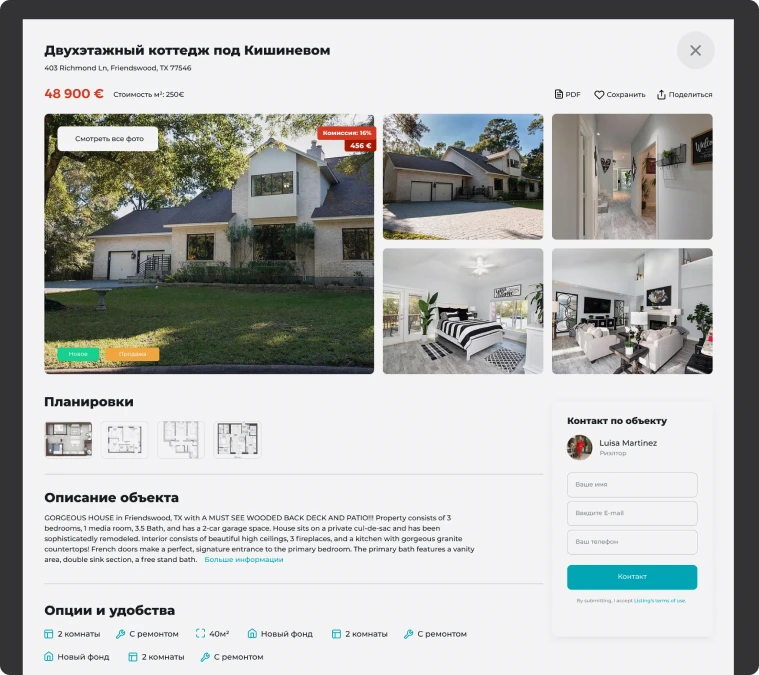 Двухэтажный коттедж под Кишиневом
403 Richmond Ln, Friendswood, TX 77546
48 900 €
Стоимость м²: 250€
PDF
Сохранить
Поделиться
Смотреть все фото
Комиссия: 16%
456 €
Новое
Продажа
Планировки
Контакт по объекту
Luisa Martinez
Риэлтор
Ваше имя
Введите E-mail
Ваш телефон
Контакт
By submitting, I accept Listing's terms of use.
Описание объекта
GORGEOUS HOUSE in Friendswood, TX with A MUST SEE WOODED BACK DECK AND PATIO!!! Property consists of 3
bedrooms, 1 media room, 3.5 Bath, and has a 2-car garage space. House sits on a private cul-de-sac and has been
sophisticatedly remodeled. Interior consists of beautiful high ceilings, 3 fireplaces, and a kitchen with gorgeous granite
countertops! French doors make a perfect, signature entrance to the primary bedroom. The primary bath features a vanity
area, double sink section, a free stand bath. Больше информации
Опции и удобства
2 комнаты С ремонтом 40м² Новый фонд 2 комнаты С ремонтом
Новый фонд 2 комнаты С ремонтом